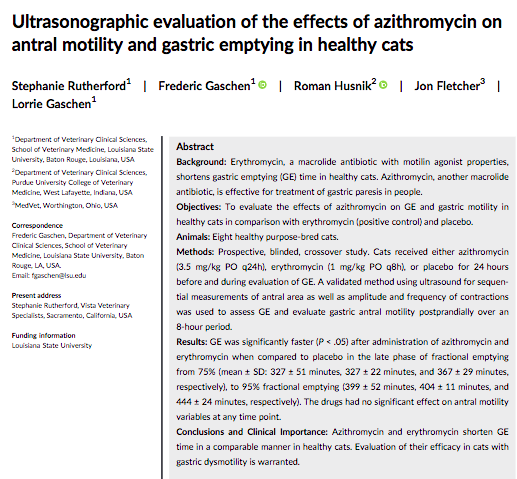 Ultrasonographic evaluation of the effects of azithromycin on
antral motility and gastric emptying in healthy cats
Stephanie Rutherford1 | Frederic Gaschen1 | Roman Husnik2 | Jon Fletcher3 |
Lorrie Gaschen1
1Department of Veterinary Clinical Sciences,
School of Veterinary Medicine, Louisiana State
University, Baton Rouge, Louisiana, USA
2Department of Veterinary Clinical Sciences,
Purdue University College of Veterinary
Medicine, West Lafayette, Indiana, USA
3MedVet, Worthington, Ohio, USA
Correspondence
Frederic Gaschen, Department of Veterinary
Clinical Sciences, School of Veterinary
Medicine, Louisiana State University, Baton
Rouge, LA, USA.
Email: fgaschen@lsu.edu
Present address
Stephanie Rutherford, Vista Veterinary
Specialists, Sacramento, California, USA
Funding information
Louisiana State University
Abstract
Background: Erythromycin, a macrolide antibiotic with motilin agonist properties,
shortens gastric emptying (GE) time in healthy cats. Azithromycin, another macrolide
antibiotic, is effective for treatment of gastric paresis in people.
Objectives: To evaluate the effects of azithromycin on GE and gastric motility in
healthy cats in comparison with erythromycin (positive control) and placebo.
Animals: Eight healthy purpose-bred cats.
Methods: Prospective, blinded, crossover study. Cats received either azithromycin
(3.5 mg/kg PO q24h), erythromycin (1 mg/kg PO q8h), or placebo for 24 hours
before and during evaluation of GE. A validated method using ultrasound for sequen-
tial measurements of antral area as well as amplitude and frequency of contractions
was used to assess GE and evaluate gastric antral motility postprandially over an
8-hour period.
Results: GE was significantly faster (P < .05) after administration of azithromycin and
erythromycin when compared to placebo in the late phase of fractional emptying
from 75% (mean ± SD: 327 ± 51 minutes, 327 ± 22 minutes, and 367 ± 29 minutes,
respectively), to 95% fractional emptying (399 ± 52 minutes, 404 ± 11 minutes, and
444 ± 24 minutes, respectively). The drugs had no significant effect on antral motility
variables at any time point.
Conclusions and Clinical Importance: Azithromycin and erythromycin shorten GE
time in a comparable manner in healthy cats. Evaluation of their efficacy in cats with
gastric dysmotility is warranted.